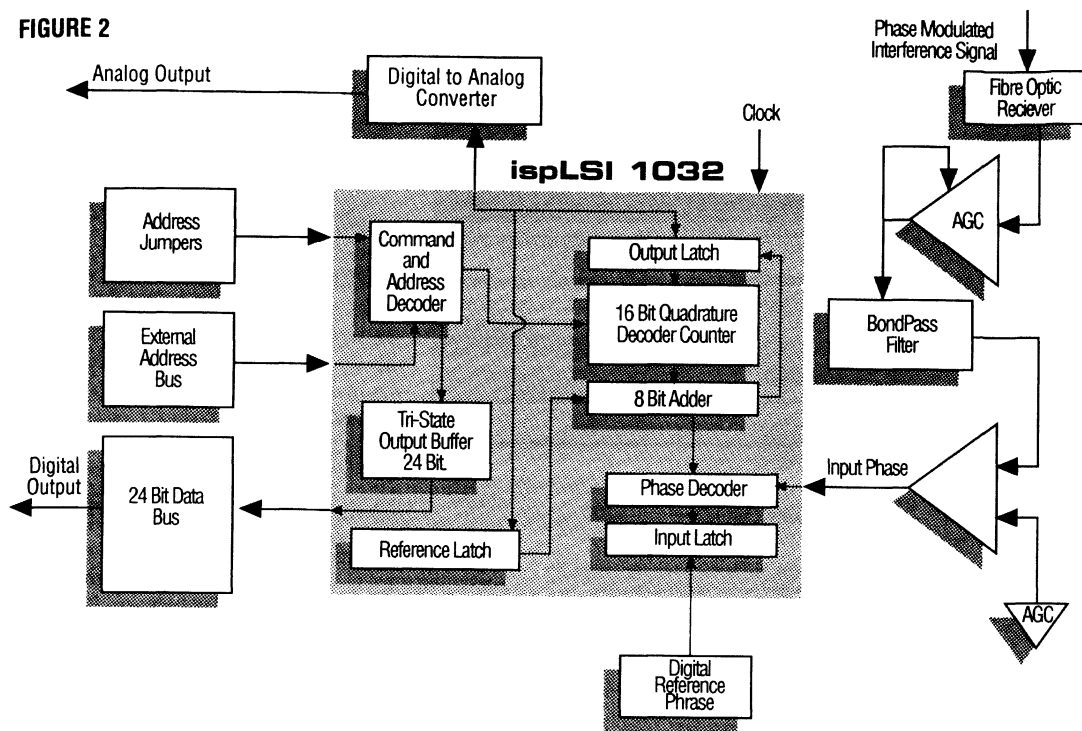 FIGURE 2
Phase Modulated
Interference Signal
Analog Output
Digital to Analog
Converter
Fibre Optic
Reciever
Clock
ispLSI 1032
AGC
Address
Jumpers
Command
and
Address
Decoder
Output Latch
16 Bit Quadrature
Decoder Counter
External
Address
Bus
BondPass
Filter
8 Bit Adder
Tri-State
Output Buffer
24 Bit.
Digital
Output
24 Bit Data
Bus
Input Phase
Phase Decoder
Reference Latch
Input Latch
AGC
Digital
Reference
Phrase